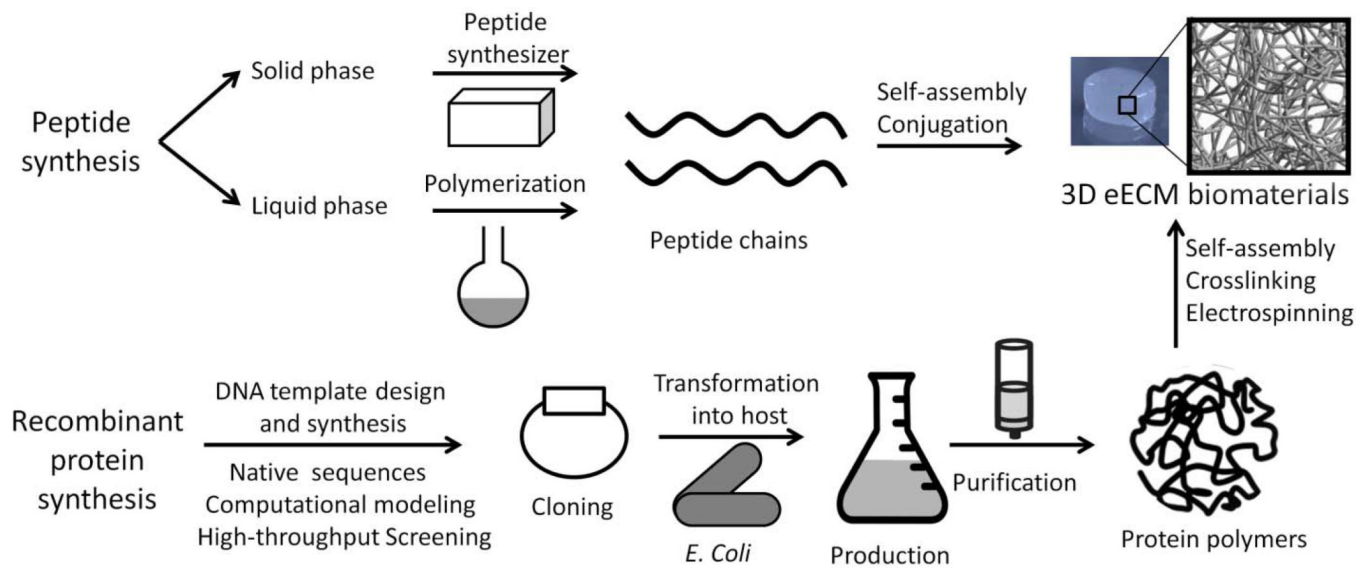 Peptide
synthesis
Solid phase
Liquid phase
Peptide
synthesizer
Polymerization
Peptide chains
Self-assembly
Conjugation
3D eECM biomaterials
Self-assembly
Crosslinking
Electrospinning
Recombinant
protein
synthesis
DNA template design
and synthesis
Native sequences
Computational modeling
High-throughput Screening
Cloning
Transformation
into host
E. Coli
Production
Purification
Protein polymers